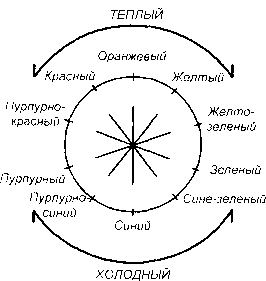 ТЕПЛЫЙ
Оранжевый
Красный
Желтый
Пурпурно-
красный
Желто-
зеленый
Пурпурный
Зеленый
Пурпурно-
синий
Сине-зеленый
Синий
ХОЛОДНЫЙ